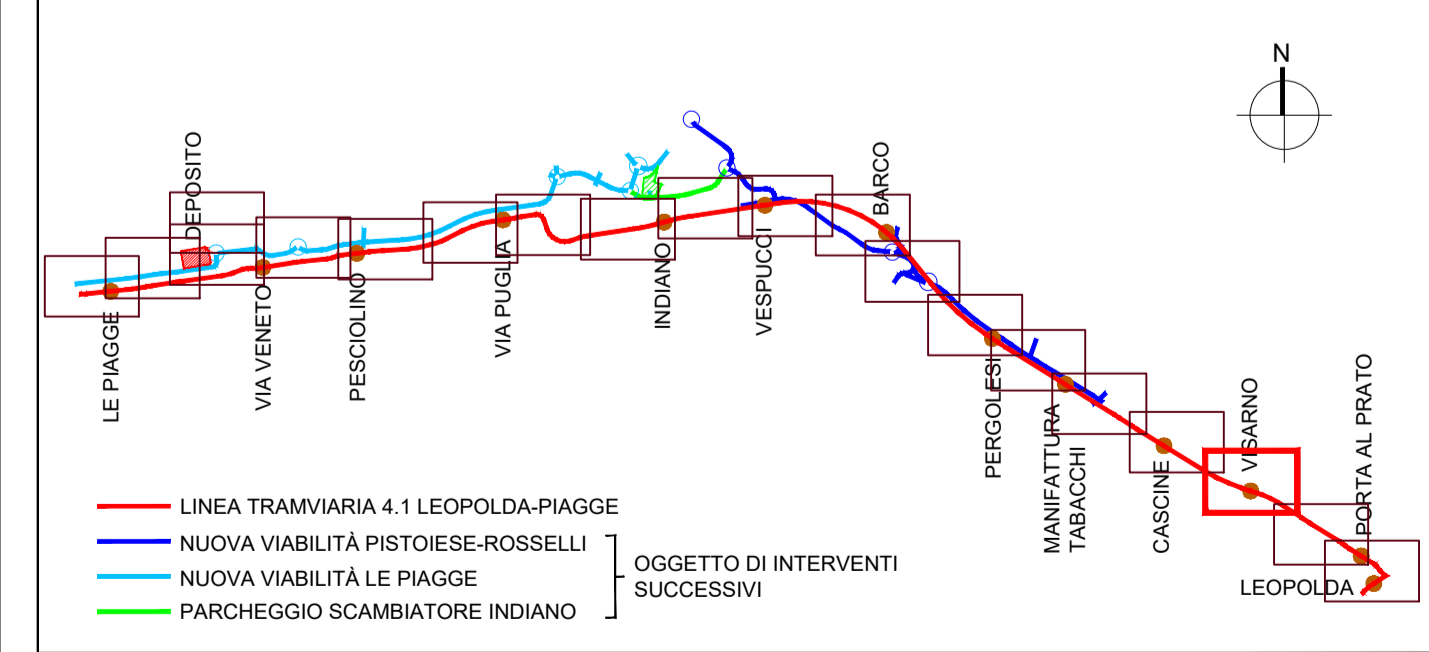 N
DEPOSITO
BARCO
LE PIAGGE
VIA VENETO
PESCIOLINO
VIA PUGLIA
INDIANO
VESPUCCI
PERGOLESI
MANIFATTURA
TABACCHI
CASCINE
VISARNO
PORTA AL PRATO
LEOPOLDA
LINEA TRAMVIARIA 4.1 LEOPOLDA-PIAGGE
NUOVA VIABILITÀ PISTOIESE-ROSSELLI
NUOVA VIABILITÀ LE PIAGGE
PARCHEGGIO SCAMBIATORE INDIANO
OGGETTO DI INTERVENTI
SUCCESSIVI